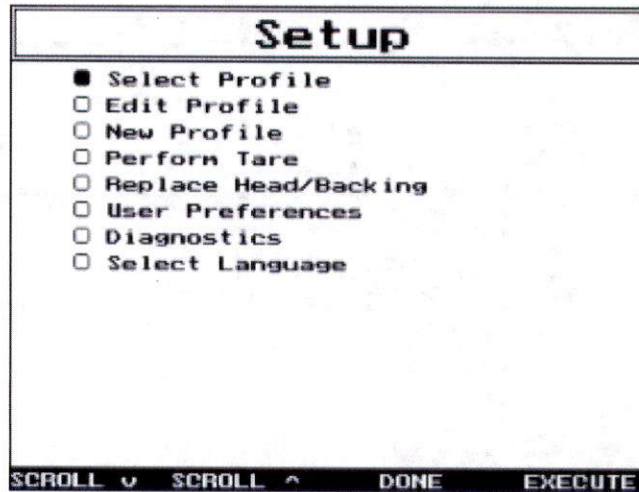 Setup
Select Profile
Edit Profile
New Profile
Perform Tare
Replace Head/Backing
User Preferences
Diagnostics
Select Language
SCROLL v SCROLL ^ DONE EXECUTE